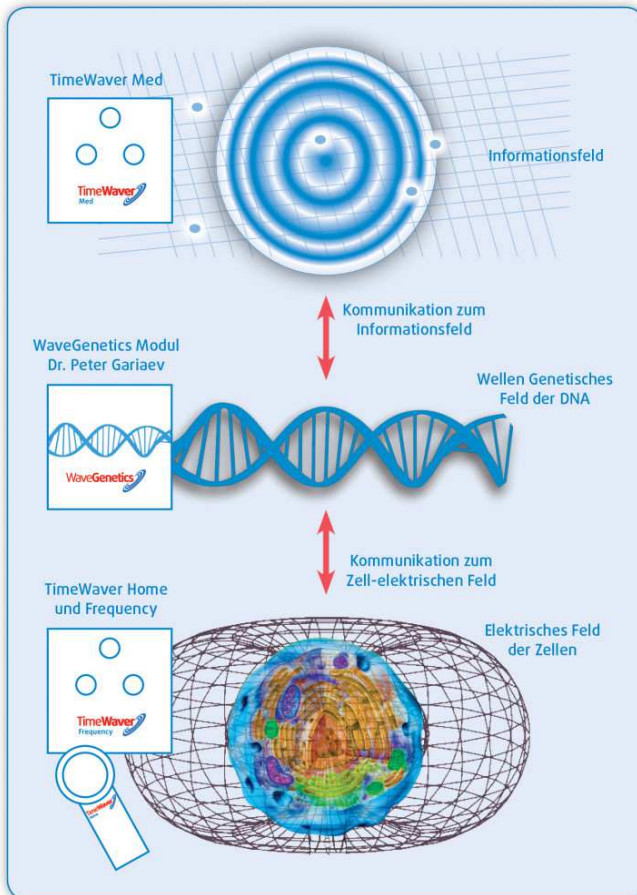 TimeWaver Med
TimeWaver
Med
Informationsfeld
Kommunikation zum
Informationsfeld
WaveGenetics Modul
Dr. Peter Gariaev
WaveGenetics
Wellen Genetisches
Feld der DNA
Kommunikation zum
Zell-elektrischen Feld
TimeWaver Home
und Frequency
TimeWaver
Frequency
TimeWaver
Elektrisches Feld
der Zellen